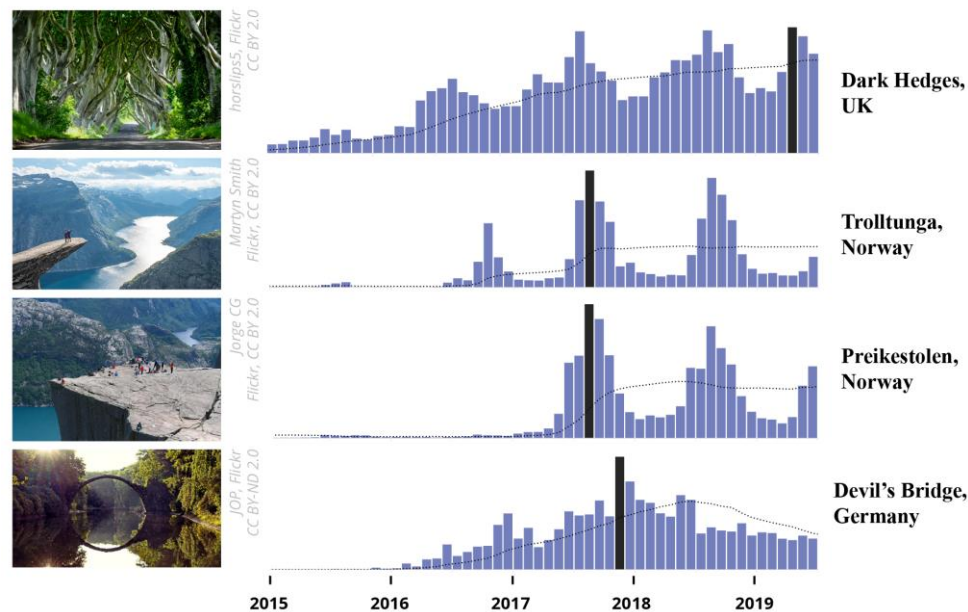 horslips5, Flickr
CC BY 2.0
Dark Hedges,
UK
Martyn Smith
Flickr, CC BY 2.0
Trolltunga,
Norway
Jorge CG
Flickr, CC BY 2.0
Preikestolen,
Norway
JOP, Flickr
CC BY-ND 2.0
Devil’s Bridge,
Germany
2015 2016 2017 2018 2019